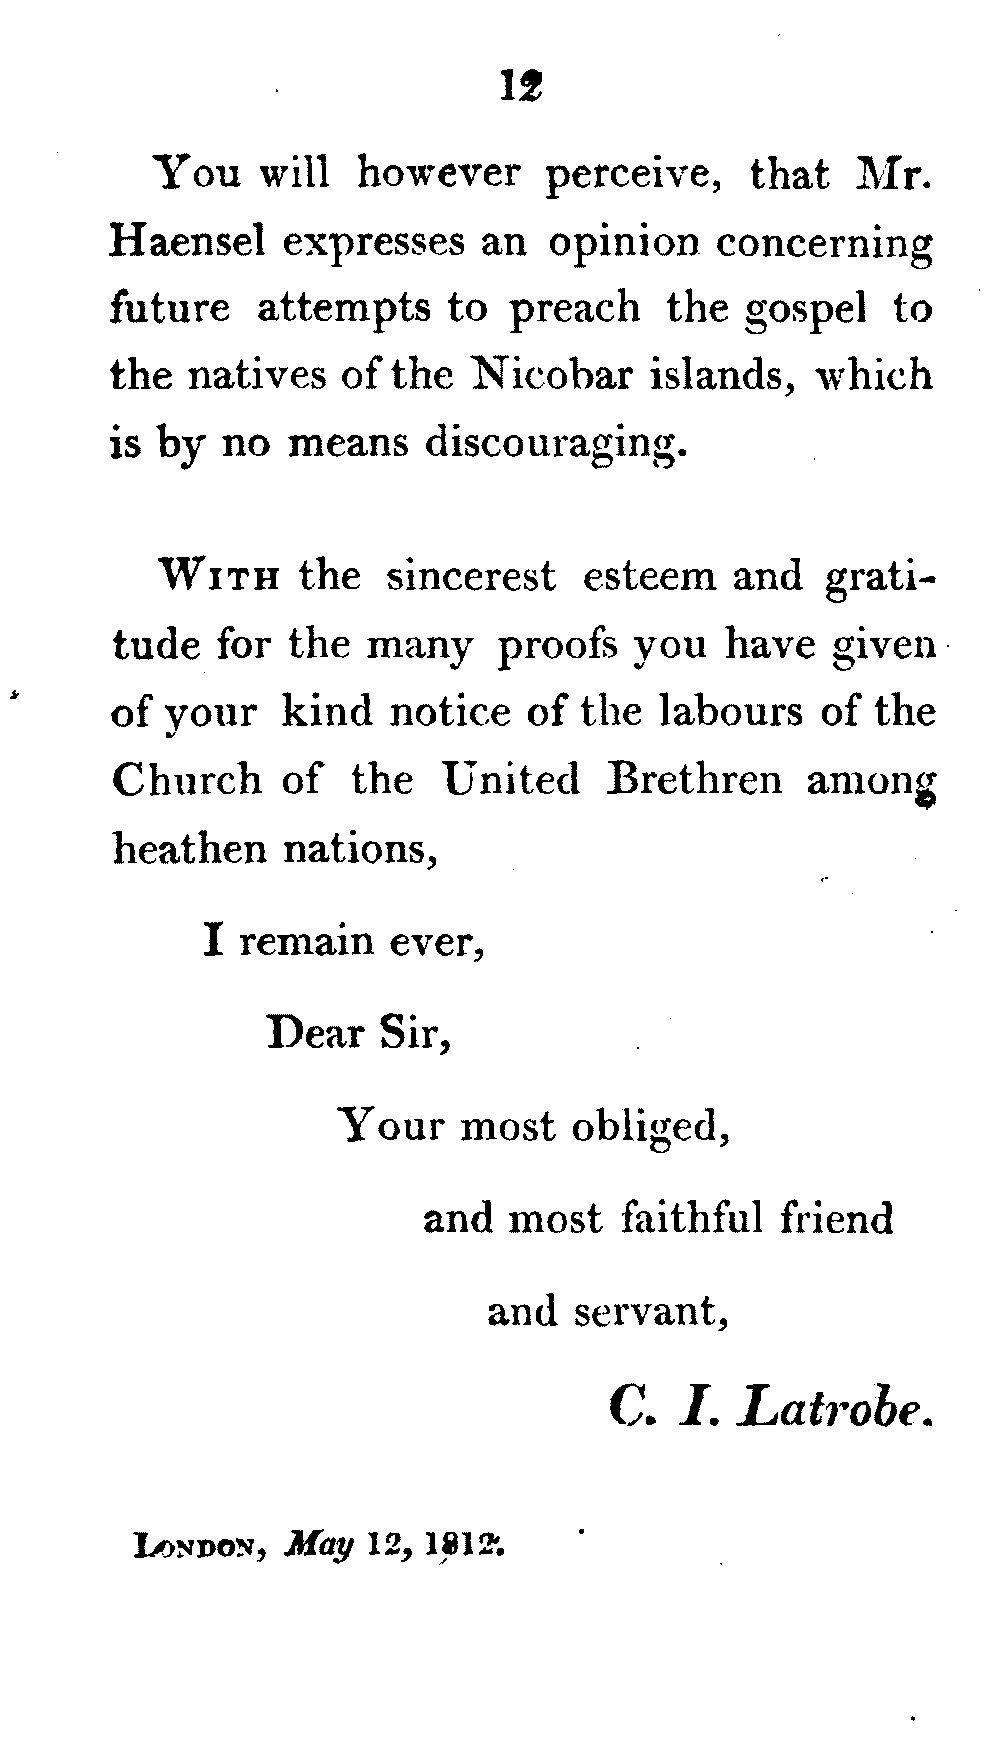 12
You will however perceive, that Mr.
Haensel expresses an opinion concerning
future attempts to preach the gospel to
the natives of the Nicobar islands, which
is by no means discouraging.
WITH the sincerest esteem and grati-
tude for the many proofs you have given
of your kind notice of the labours of the
Church of the United Brethren among
heathen nations,
I remain ever,
Dear Sir,
Your most obliged,
and most faithful friend
and servant,
C. I. Latrobe.
LONDON, May 12, 1812.